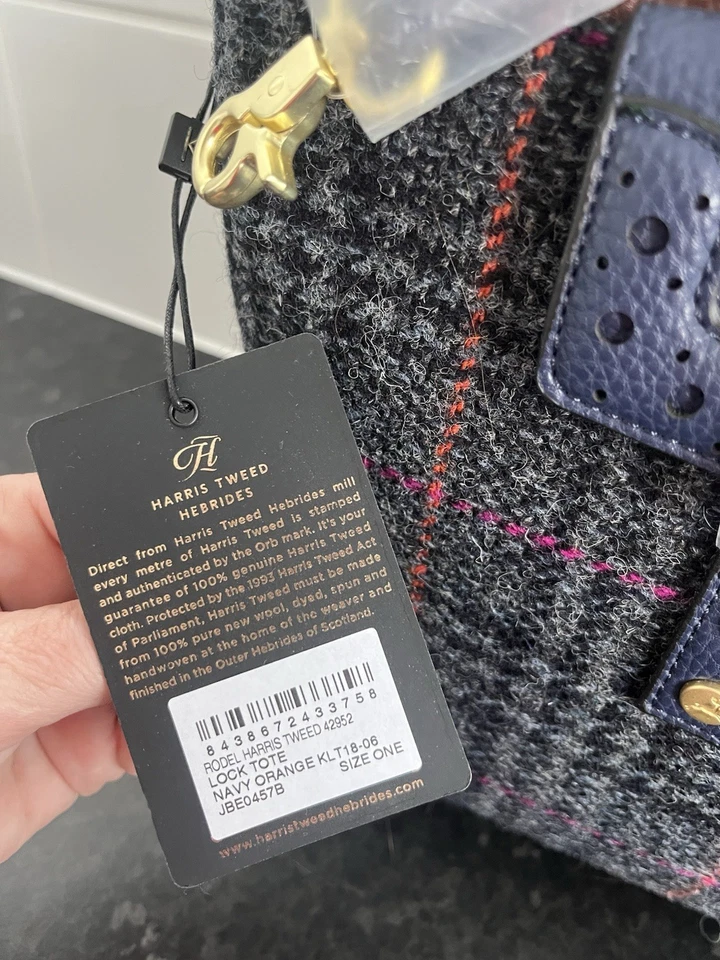 H
HARRIS TWEED
HEBRIDES
Direct from Harris Tweed Hebrides mill
every metre of Harris Tweed is stamped
and authenticated by the Orb mark. It's your
guarantee of 100% genuine Harris Tweed
cloth. Protected by the 1993 Harris Tweed Act
of Parliament, Harris Tweed must be made
from 100% pure new wool, dyed, spun and
handwoven at the home of the weaver and
finished in the Outer Hebrides of Scotland.
8438672433758
RODEL HARRIS TWEED 42952
LOCK TOTE
NAVY ORANGE KLT18-06
JBE0457B SIZE ONE
www.harristweedhebrides.com